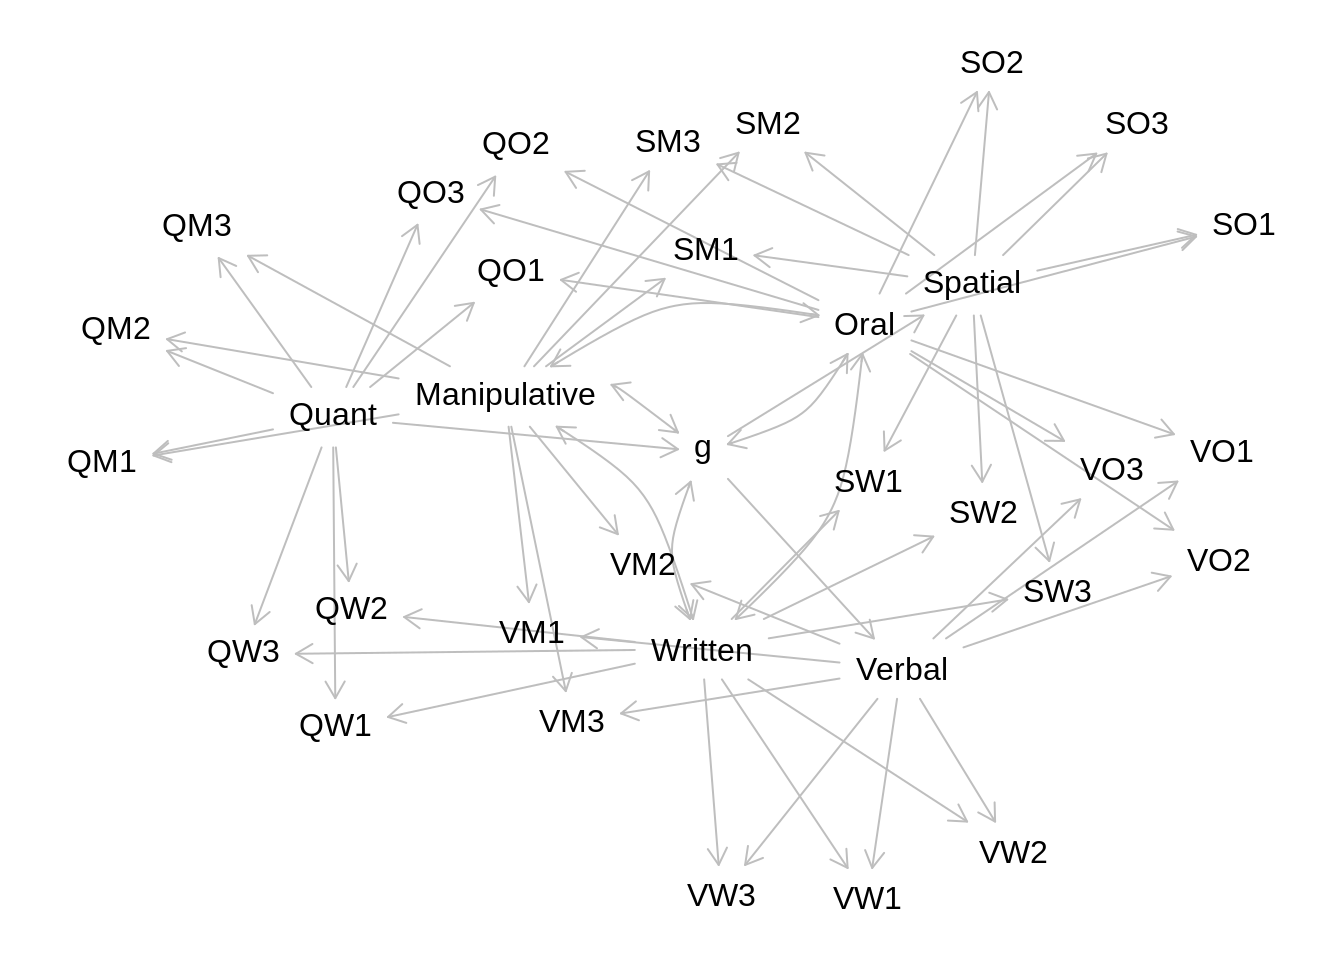 SO2
SM2
SO3
SM3
QO2
QO3
SO1
QM3
SM1
QO1
Spatial
Oral
QM2
Manipulative
Quant
g
VO1
QM1
VO3
SW1
SW2
VO2
VM2
SW3
QW2
VM1
Written
QW3
Verbal
VM3
QW1
VW2
VW3
VW1